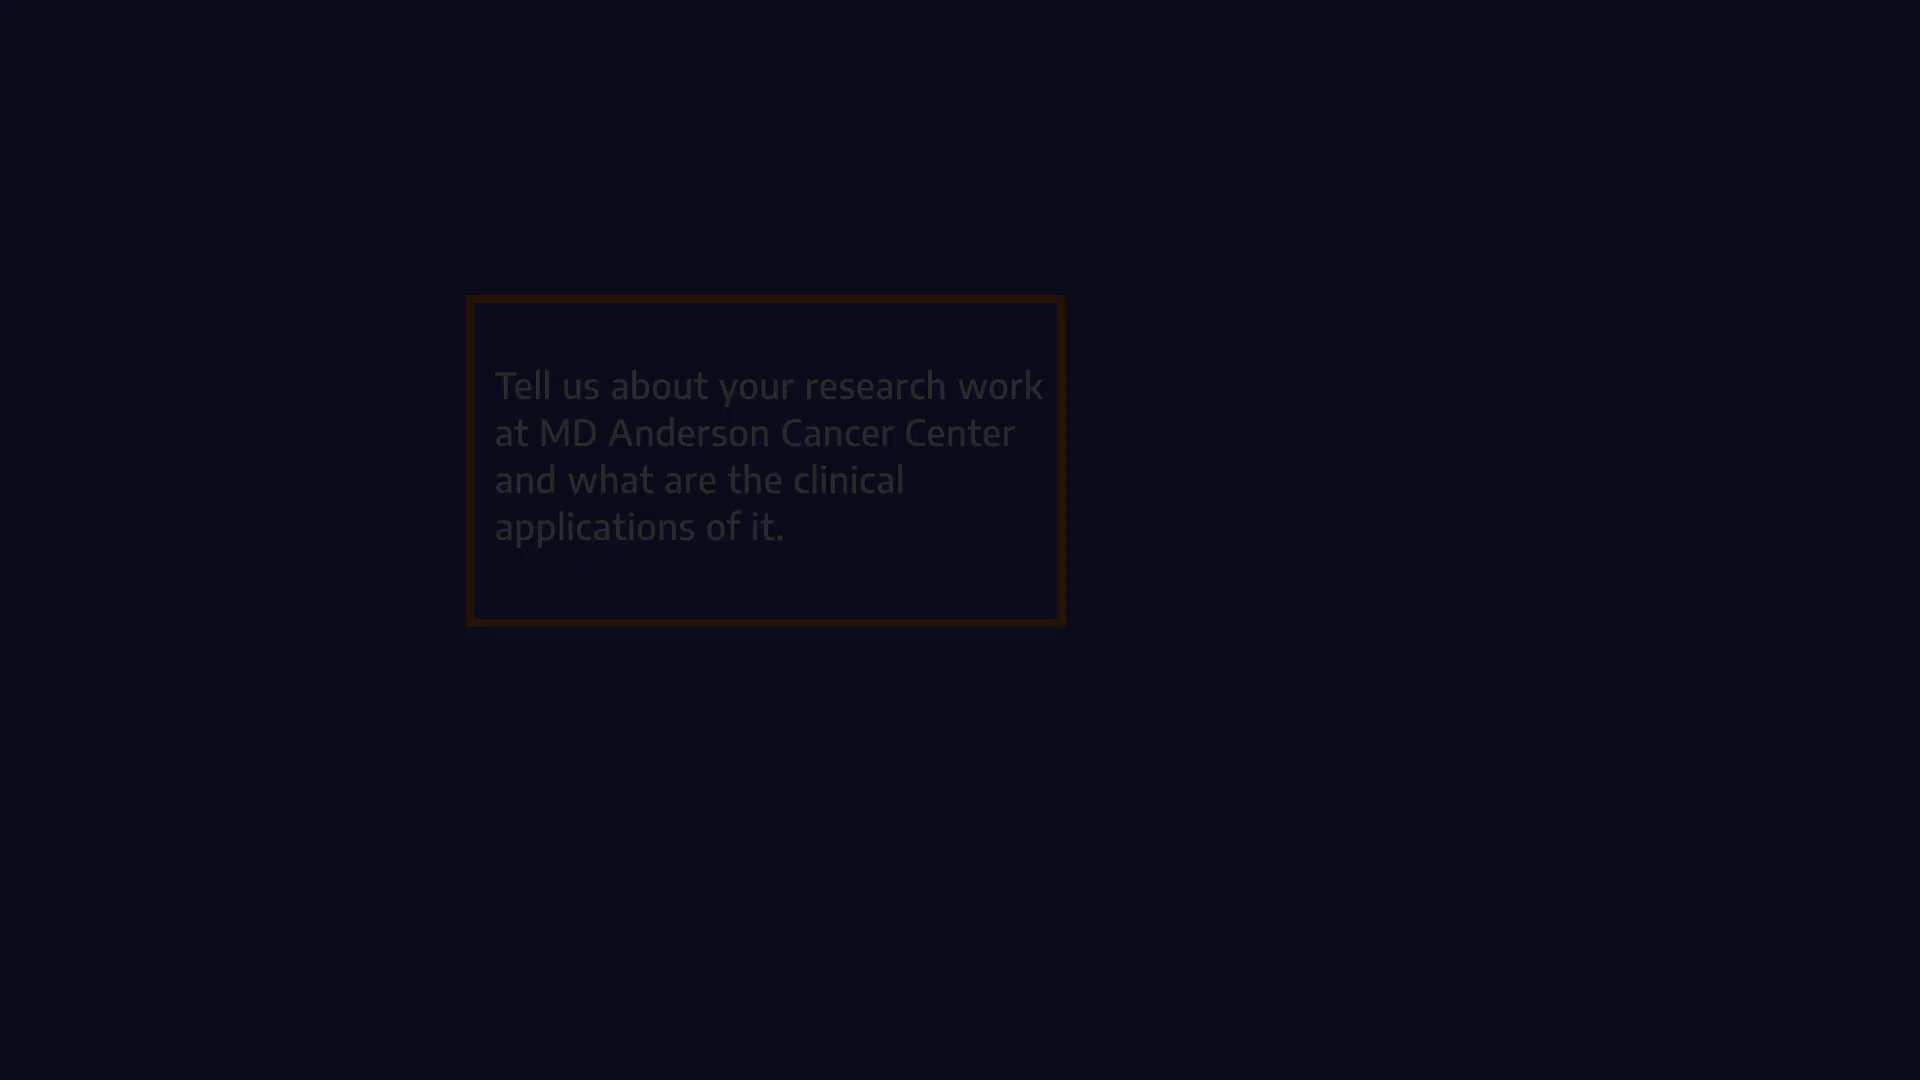 Tell us about your research work
at MD Anderson Cancer Center
and what are the clinical
applications of it.